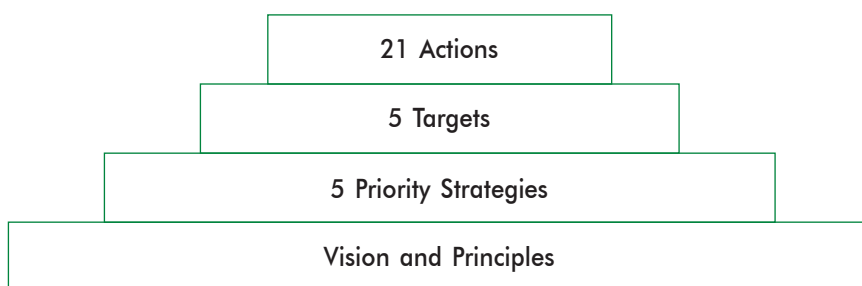 21 Actions
5 Targets
5 Priority Strategies
Vision and Principles